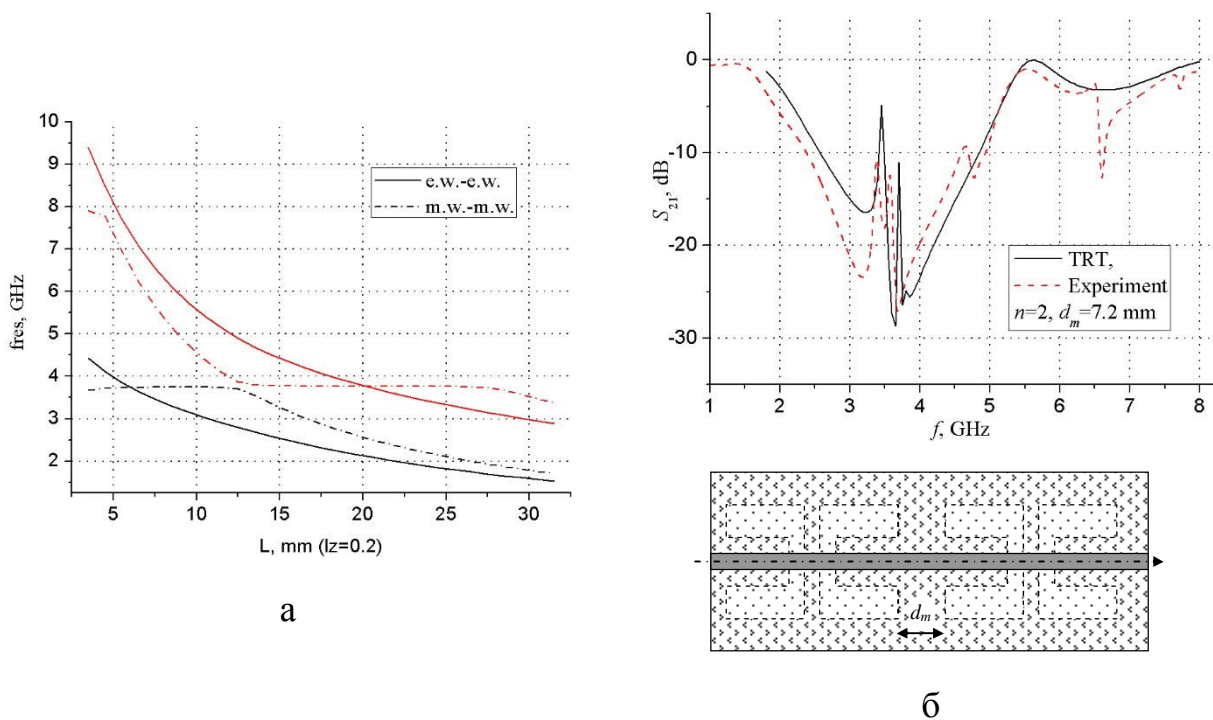 10
9
8
7
6
5
4
3
2
fres, GHz
e.w.-e.w.
m.w.-m.w.
5 10 15 20 25 30
L, mm (lz=0.2)
а
0
-10
-20
-30
S21, dB
TRT,
Experiment
n=2, dm=7.2 mm
1 2 3 4 5 6 7 8
f, GHz
dm
б